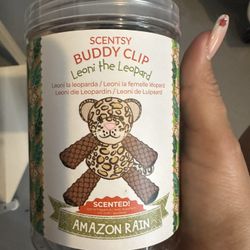 SCENTSY
BUDDY CLIP
Leoni the Leopard
Leoni la leoparda / Leoni la femelle léopard
Leoni die Leopardin / Leoni de Luipaard
SCENTED!
AMAZON RAIN